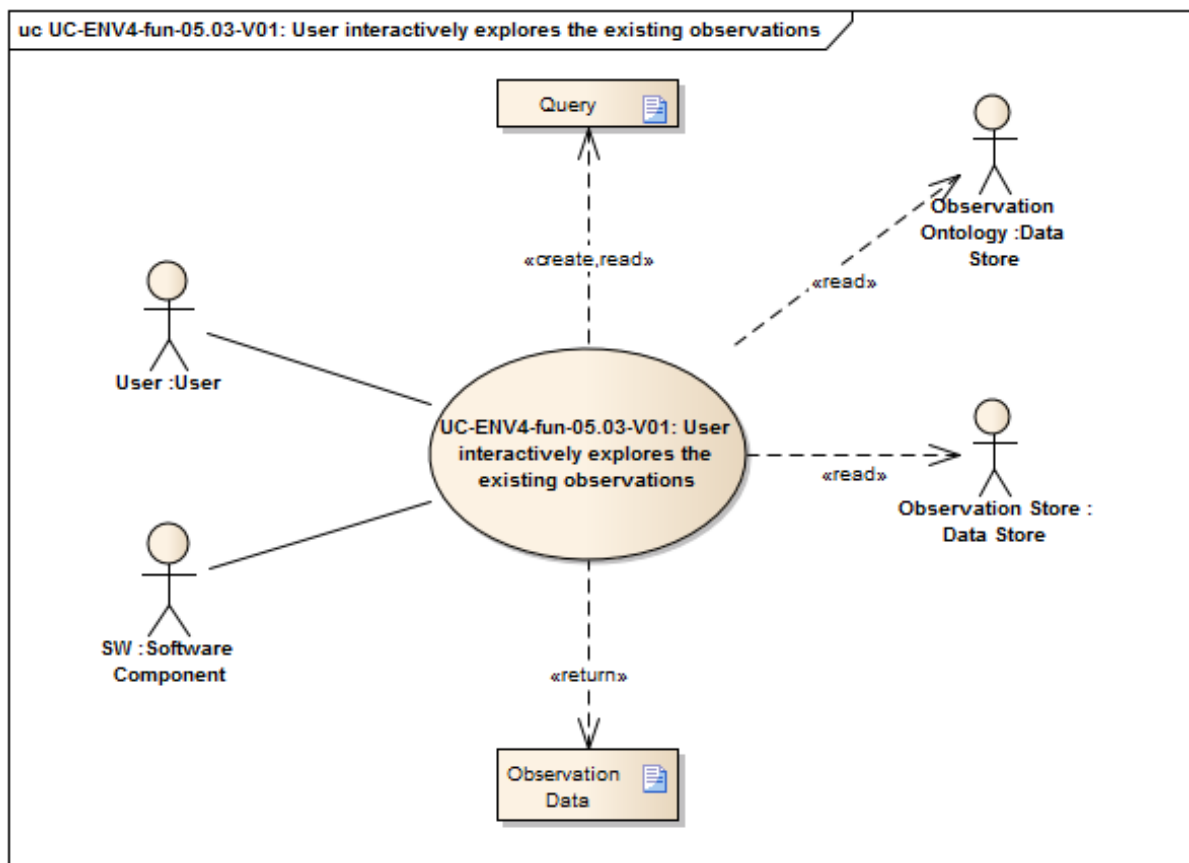 uc UC-ENV4-fun-05.03-V01: User interactively explores the existing observations
Query
Observation
Ontology :Data
Store
«create,read»
«read»
User :User
UC-ENV4-fun-05.03-V01: User
interactively explores the
existing observations
«read»
Observation Store :
Data Store
SW :Software
Component
«return»
Observation
Data